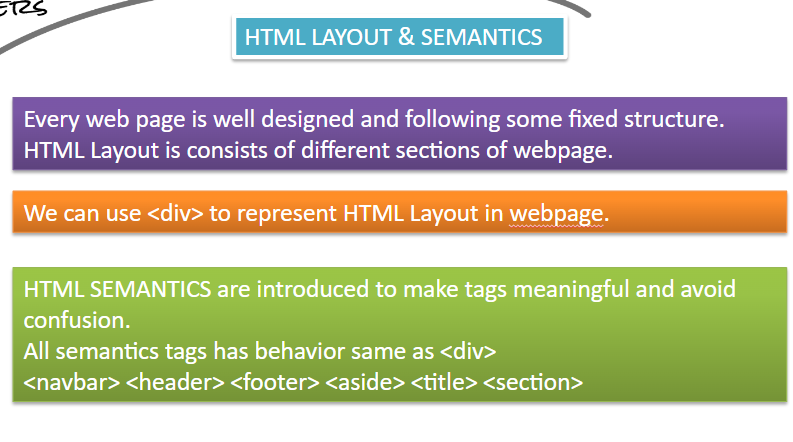 HTML LAYOUT & SEMANTICS
Every web page is well designed and following some fixed structure.
HTML Layout is consists of different sections of webpage.
We can use <div> to represent HTML Layout in webpage.
HTML SEMANTICS are introduced to make tags meaningful and avoid
confusion.
All semantics tags has behavior same as <div>
<navbar> <header> <footer> <aside> <title> <section>